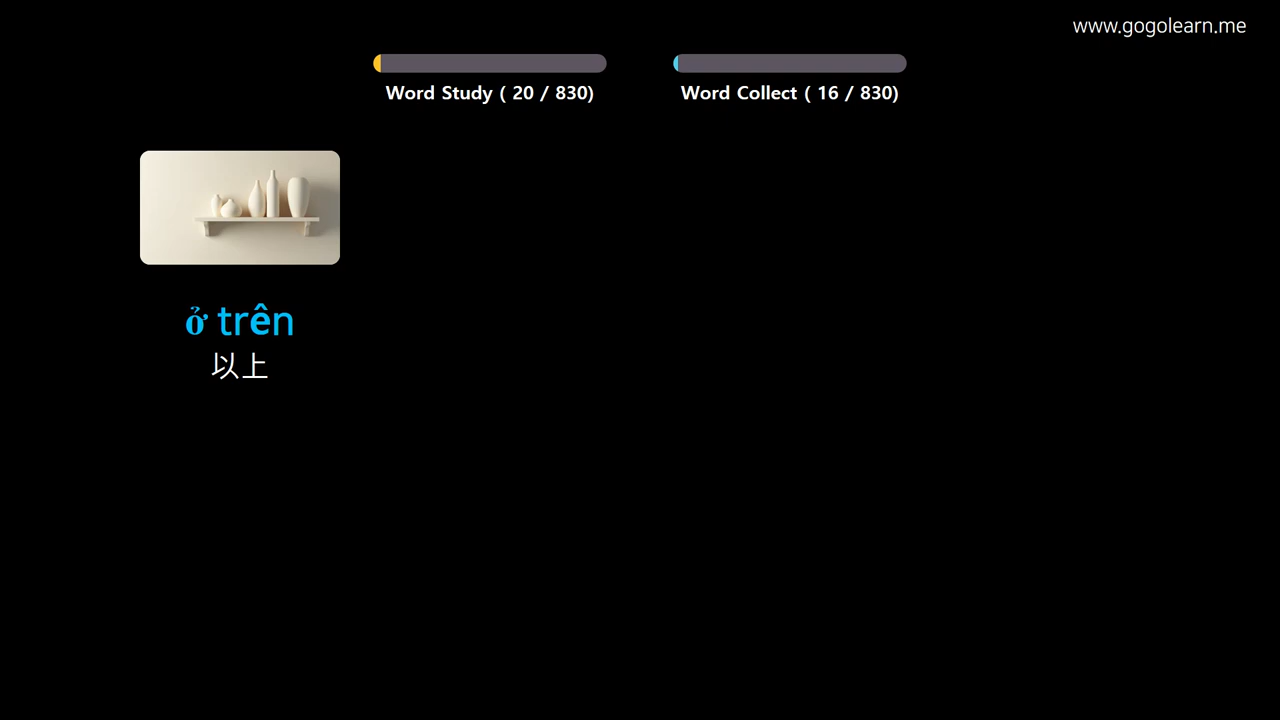 www.gogolearn.me
Word Study ( 20 / 830)
Word Collect ( 16 / 830)
ở trên
以上